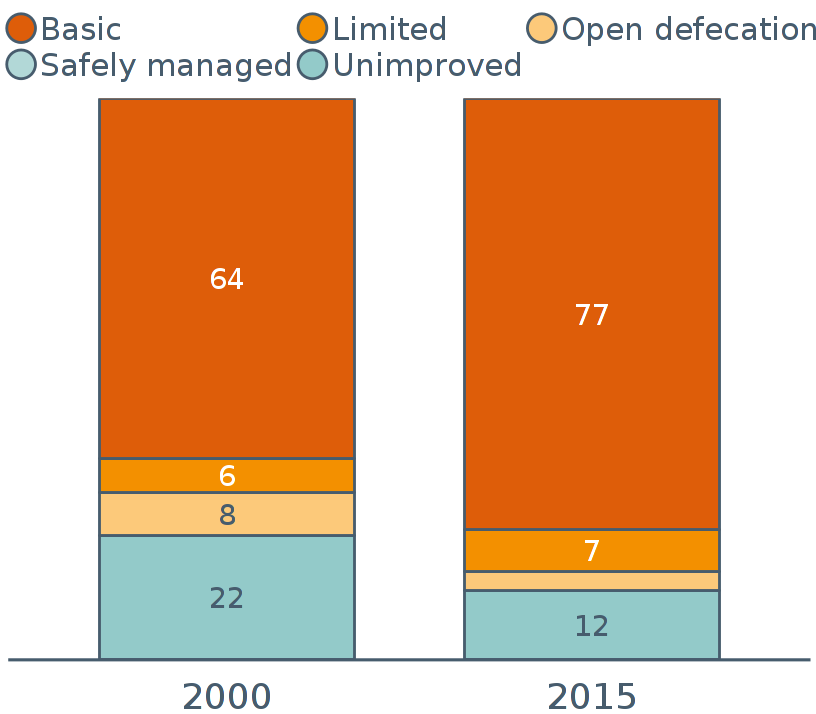 Basic Limited Open defecation
Safely managed Unimproved
64 77
6 7
8
22 12
2000 2015